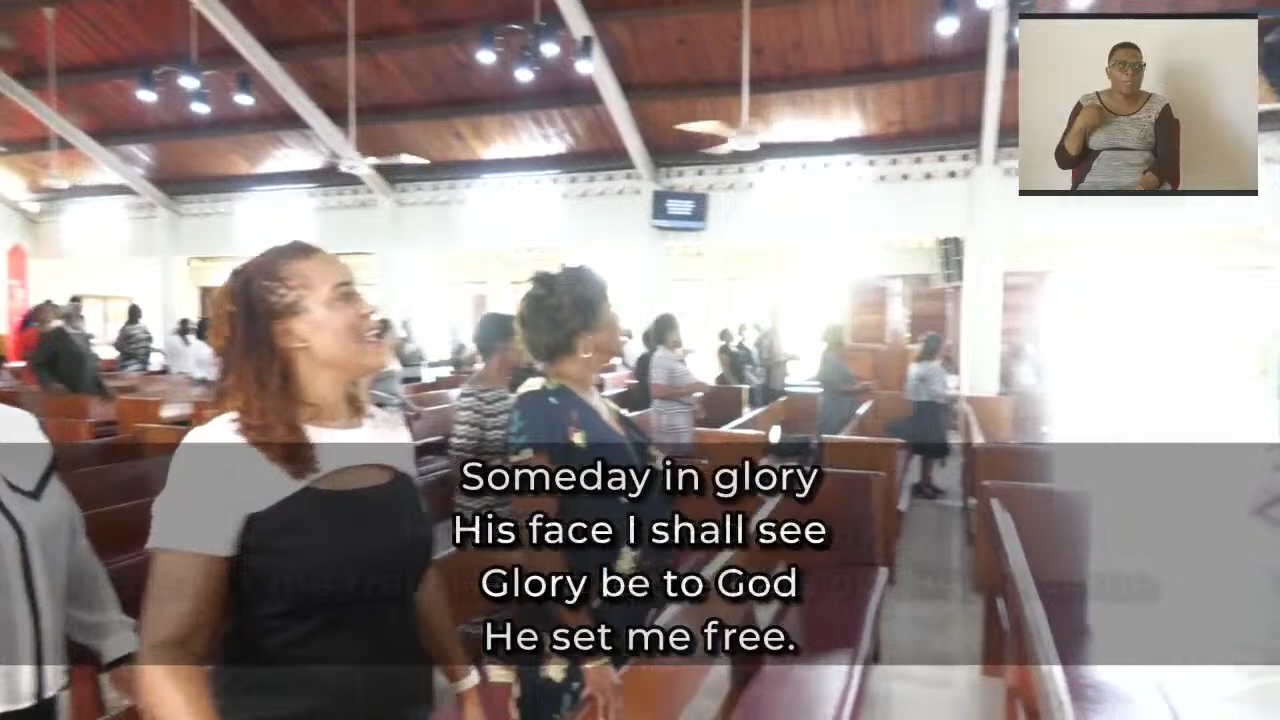 Someday in glory
His face I shall see
Glory be to God
He set me free.